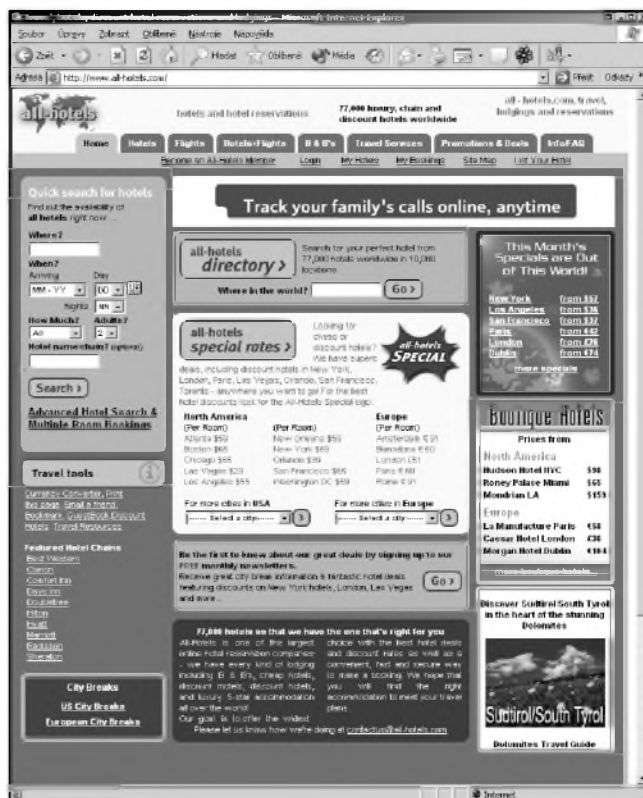 Soubor Úpravy Zobrazit Oblíbené Nástroje Nápověda
Zpět Hledat Oblíbené Média
Adresa http://www.all-hotels.com/ Přejít Odkazy
all-hotels
hotels and hotel reservations
77,000 luxury, chain and
discount hotels worldwide
all - hotels.com, travel,
lodgings and reservations
Home Hotels Flights Hotels+Flights B & B's Travel Services Promotions & Deals Info/FAQ
Become an All-Hotels Member Login My Hotels My Bookings Site Map List Your Hotel
Quick search for hotels
Find out the availability of
all hotels right now ...
Where?
When?
Arriving Day
MM - YY DD
Nights
How Much? Adults?
All 2
Hotel name/chain? (optional)
Search >
Advanced Hotel Search &
Multiple Room Bookings
Travel tools
Currency Converter, Print
this page, Email a friend,
Bookmark, GuestBook, Discount
Hotels, Travel Resources
Featured Hotel Chains
Best Western
Clarion
Comfort Inn
Days Inn
Doubletree
Hilton
Hyatt
Marriott
Radisson
Sheraton
City Breaks
US City Breaks
European City Breaks
Track your family's calls online, anytime
all-hotels
directory >
Search for your perfect hotel from
77,000 hotels worldwide in 10,000
locations.
Where in the world? Go >
all-hotels
special rates >
Looking for
cheap or
discount hotels?
We have superb
all-hotels
SPECIAL
deals, including discount hotels in New York,
London, Paris, Las Vegas, Orlando, San Francisco,
Toronto - anywhere you want to go! For the best
hotel discounts look for the All-Hotels Special logo.
North America Europe
(Per Room) (Per Room) (Per Room)
Atlanta $59 New Orleans $59 Amsterdam € 91
Boston $65 New York $69 Barcelona € 60
Chicago $65 Orlando $39 London £51
Las Vegas $29 San Francisco $65 Paris € 60
Los Angeles $55 Washington DC $59 Rome € 91
For more cities in USA For more cities in Europe
Select a city Select a city
Be the first to know about our great deals by signing up to our
FREE monthly newsletters.
Receive great city break information & fantastic hotel deals
featuring discounts on New York hotels, London, Las Vegas
and more...
Go >
77,000 hotels so that we have the one that's right for you
All-Hotels is one of the largest
online hotel reservation companies
- we have every kind of lodging
including B & B's, cheap hotels,
discount motels, discount hotels,
and luxury 5-star accommodation
all over the world!
Our goal is to offer the widest
choice with the best hotel deals
and discount rates as well as a
convenient, fast and secure way
to make a booking. We hope that
you will find the right
accommodation to meet your travel
plans.
Please let us know how we're doing at contactus@all-hotels.com
This Month's
Specials are Out
of This World!
New York from $57
Los Angeles from $36
San Francisco from $37
Paris from €42
London from £26
Dublin from €74
more specials
Boutique Hotels
Prices from
North America
Hudson Hotel NYC $90
Roney Palace Miami $65
Mondrian LA $159
Europe
La Manufacture Paris €58
Caesar Hotel London £36
Morgan Hotel Dublin €104
more boutique hotels...
Discover Südtirol/South Tyrol
in the heart of the stunning
Dolomites
Südtirol/South Tyrol
Dolomites Travel Guide
Internet